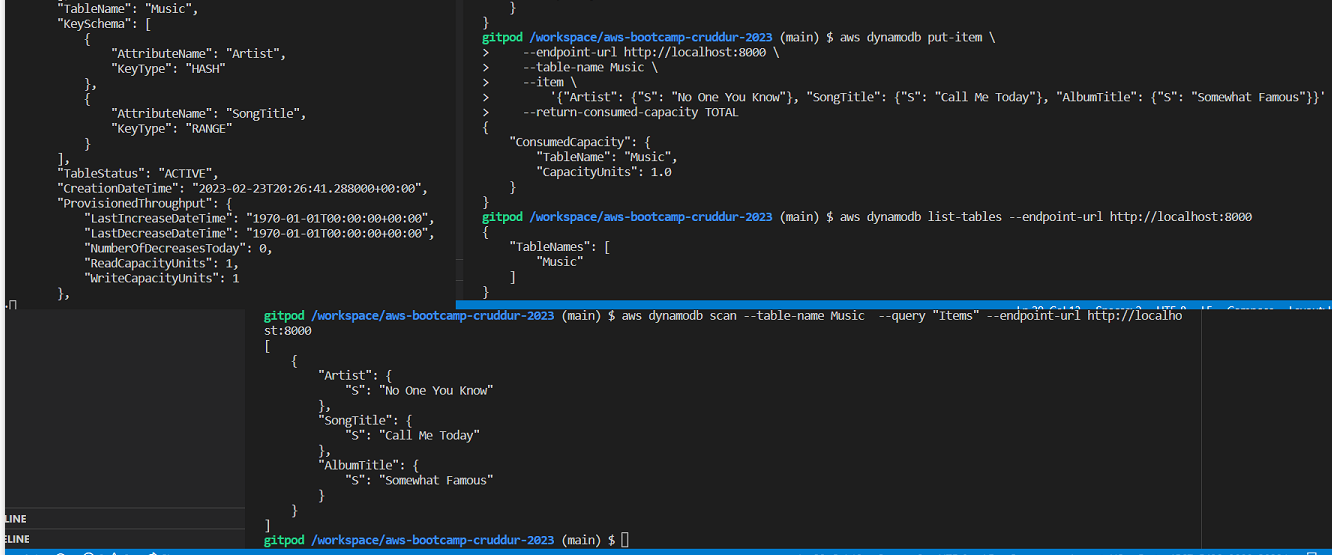 "TableName": "Music",
"KeySchema": [
{
"AttributeName": "Artist",
"KeyType": "HASH"
},
{
"AttributeName": "SongTitle",
"KeyType": "RANGE"
}
],
"TableStatus": "ACTIVE",
"CreationDateTime": "2023-02-23T20:26:41.288000+00:00",
"ProvisionedThroughput": {
"LastIncreaseDateTime": "1970-01-01T00:00:00+00:00",
"LastDecreaseDateTime": "1970-01-01T00:00:00+00:00",
"NumberOfDecreasesToday": 0,
"ReadCapacityUnits": 1,
"WriteCapacityUnits": 1
},
}
}
gitpod /workspace/aws-bootcamp-cruddur-2023 (main) $ aws dynamodb put-item \
> --endpoint-url http://localhost:8000 \
> --table-name Music \
> --item \
> '{"Artist": {"S": "No One You Know"}, "SongTitle": {"S": "Call Me Today"}, "AlbumTitle": {"S": "Somewhat Famous"}}'
> --return-consumed-capacity TOTAL
{
"ConsumedCapacity": {
"TableName": "Music",
"CapacityUnits": 1.0
}
}
gitpod /workspace/aws-bootcamp-cruddur-2023 (main) $ aws dynamodb list-tables --endpoint-url http://localhost:8000
{
"TableNames": [
"Music"
]
}
gitpod /workspace/aws-bootcamp-cruddur-2023 (main) $ aws dynamodb scan --table-name Music --query "Items" --endpoint-url http://localho
st:8000
[
{
"Artist": {
"S": "No One You Know"
},
"SongTitle": {
"S": "Call Me Today"
},
"AlbumTitle": {
"S": "Somewhat Famous"
}
}
]
gitpod /workspace/aws-bootcamp-cruddur-2023 (main) $
LINE
ELINE